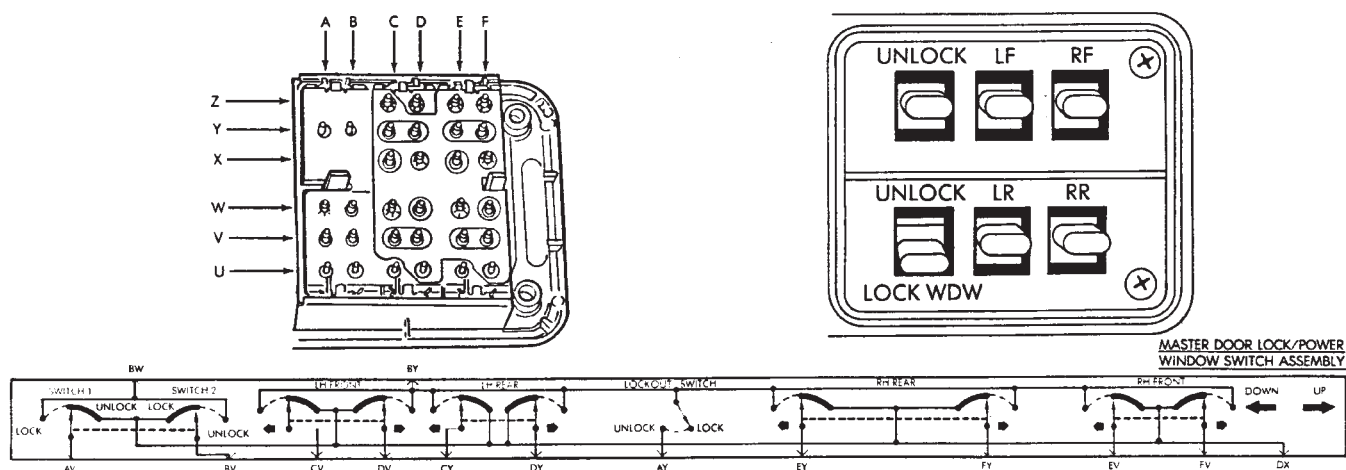 A B C D E F
Z
Y
X
W
V
U
UNLOCK LF RF
UNLOCK LR RR
LOCK WDW
MASTER DOOR LOCK/POWER
WINDOW SWITCH ASSEMBLY
BW BY
SWITCH 1 SWITCH 2 LH FRONT LH REAR LOCKOUT SWITCH RH REAR RH FRONT
DOWN UP
UNLOCK LOCK
LOCK UNLOCK UNLOCK LOCK
AV BV CV DV CY DY AY EY FY EV FV DX